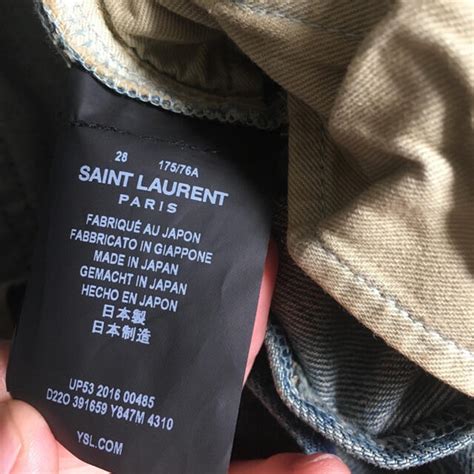 28 175/76A
SAINT LAURENT
PARIS
FABRIQUÉ AU JAPON
FABBRICATO IN GIAPPONE
MADE IN JAPAN
GEMACHT IN JAPAN
HECHO EN JAPON
日本製
日本制造
UP53 2016 00485
D22O 391659 Y847M 4310
YSL.COM